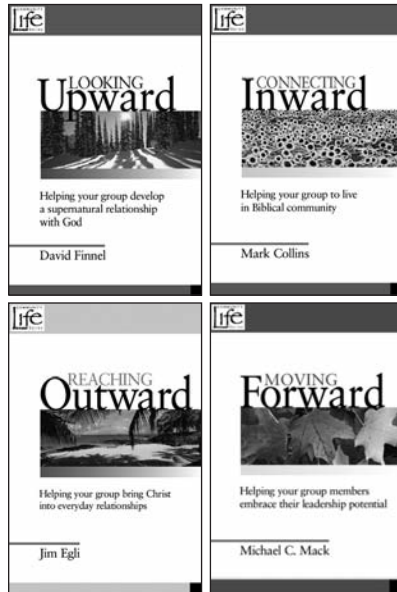 COMMUNITY
Life
LOOKING
Upward
Helping your group develop
a supernatural relationship
with God
David Finnel
COMMUNITY
Life
CONNECTING
Inward
Helping your group to live
in Biblical community
Mark Collins
Life
REACHING
Outward
Helping your group bring Christ
into everyday relationships
Jim Egli
Life
MOVING
Forward
Helping your group members
embrace their leadership potential
Michael C. Mack